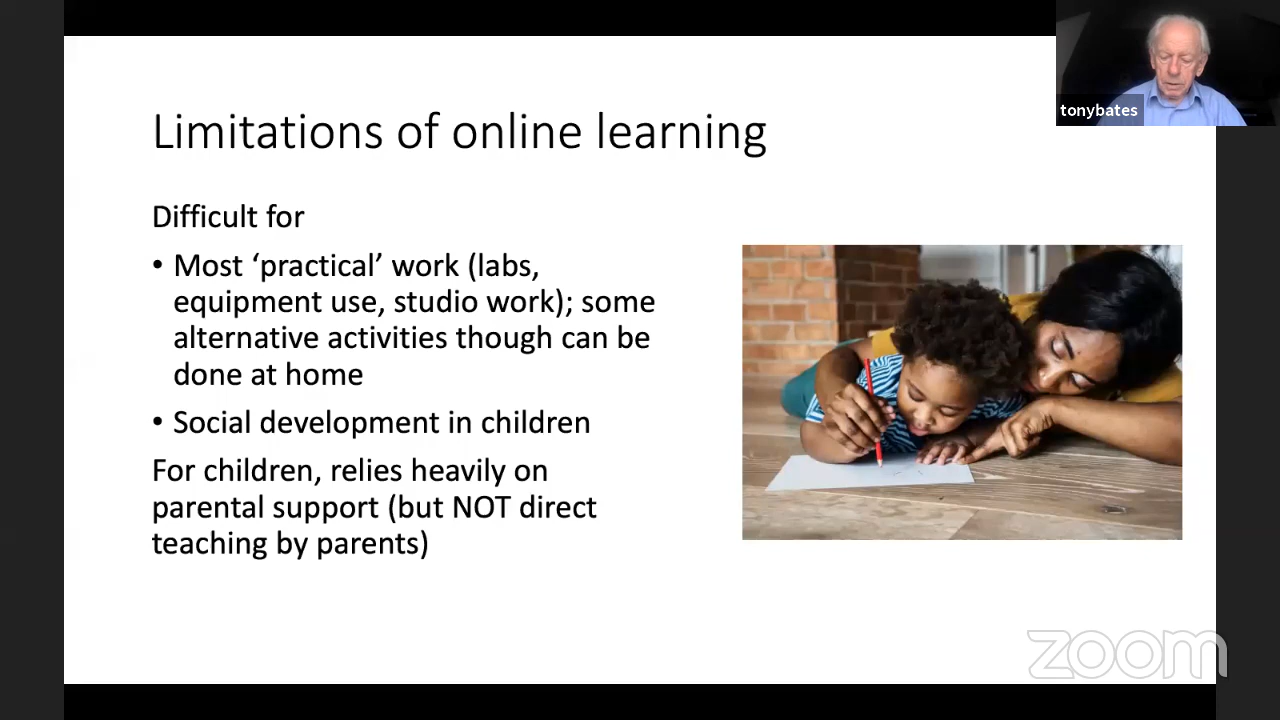 tonybates
Limitations of online learning
Difficult for
• Most ‘practical’ work (labs,
equipment use, studio work); some
alternative activities though can be
done at home
• Social development in children
For children, relies heavily on
parental support (but NOT direct
teaching by parents)
zoom